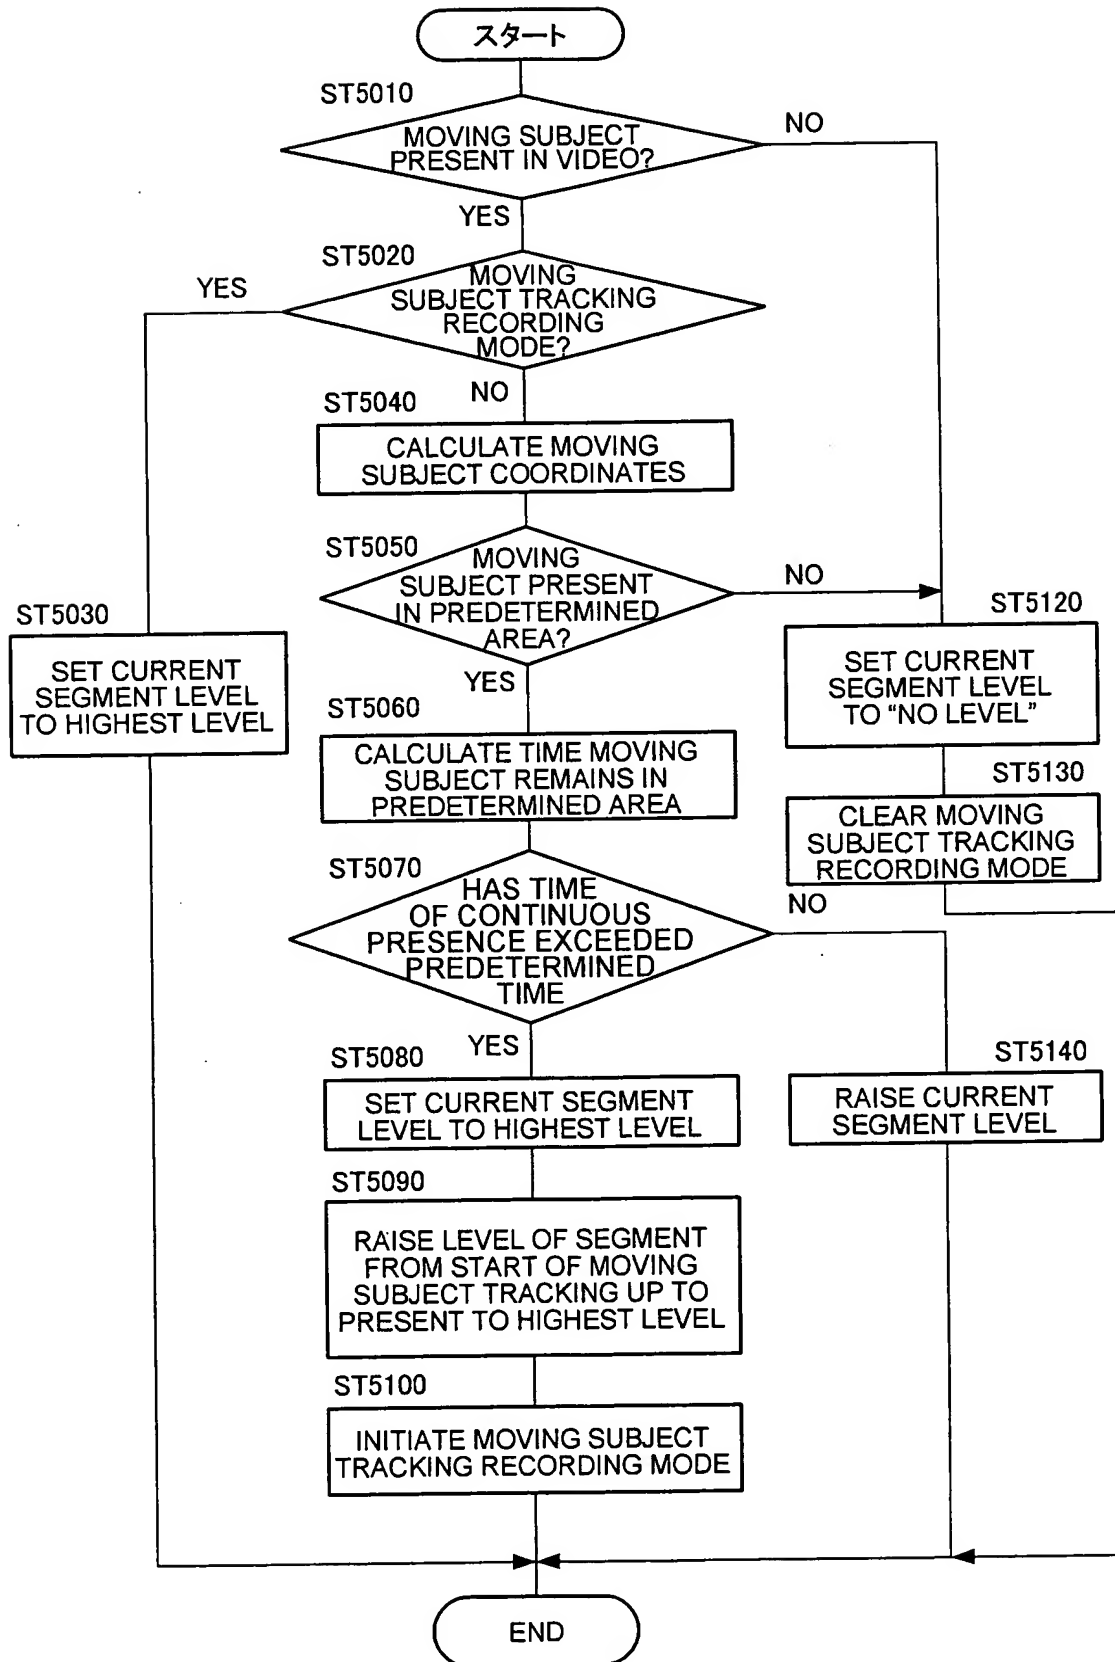 スタート
ST5010
MOVING SUBJECT
PRESENT IN VIDEO?
NO
YES
ST5020
MOVING
SUBJECT TRACKING
RECORDING
MODE?
YES
NO
ST5040
CALCULATE MOVING
SUBJECT COORDINATES
ST5050
MOVING
SUBJECT PRESENT
IN PREDETERMINED
AREA?
NO
YES
ST5030
SET CURRENT
SEGMENT LEVEL
TO HIGHEST LEVEL
ST5120
SET CURRENT
SEGMENT LEVEL
TO “NO LEVEL”
ST5060
CALCULATE TIME MOVING
SUBJECT REMAINS IN
PREDETERMINED AREA
ST5130
CLEAR MOVING
SUBJECT TRACKING
RECORDING MODE
ST5070
HAS TIME
OF CONTINUOUS
PRESENCE EXCEEDED
PREDETERMINED
TIME
NO
YES
ST5080
SET CURRENT SEGMENT
LEVEL TO HIGHEST LEVEL
ST5140
RAISE CURRENT
SEGMENT LEVEL
ST5090
RAISE LEVEL OF SEGMENT
FROM START OF MOVING
SUBJECT TRACKING UP TO
PRESENT TO HIGHEST LEVEL
ST5100
INITIATE MOVING SUBJECT
TRACKING RECORDING MODE
END